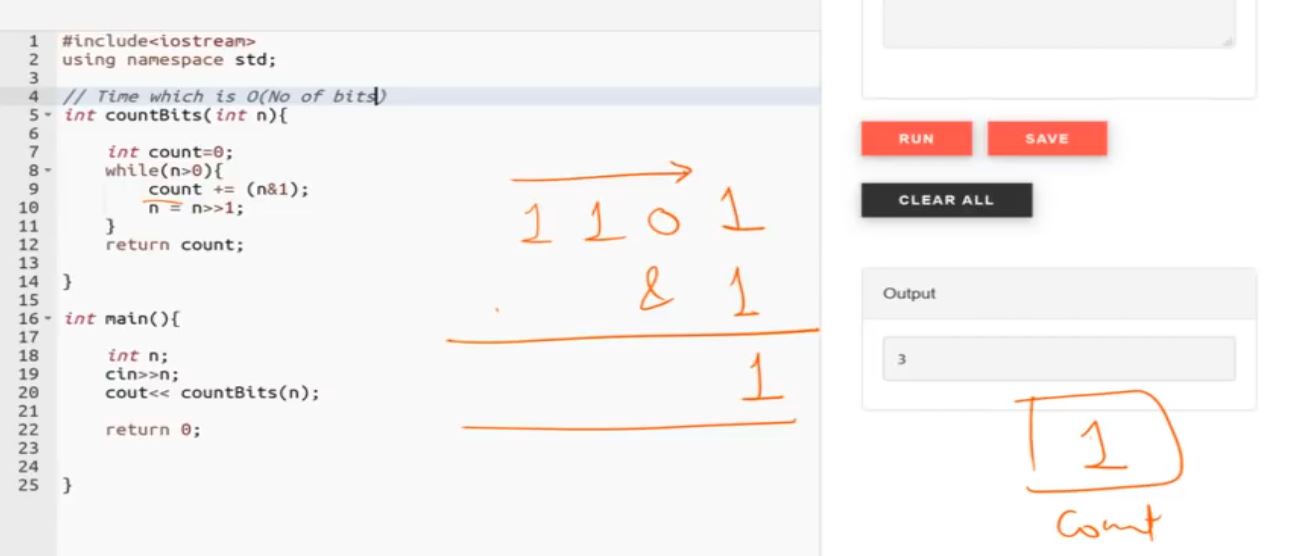 1 #include<iostream>
2 using namespace std;
3
4 // Time which is O(No of bits)
5 int countBits(int n){
6
7 int count=0;
8 while(n>0){
9 count += (n&1);
10 n = n>>1;
11 }
12 return count;
13
14 }
15
16 int main(){
17
18 int n;
19 cin>>n;
20 cout<< countBits(n);
21
22 return 0;
23
24
25 }
1 1 0 1
& 1
1
RUN SAVE
CLEAR ALL
Output
3
1
Count